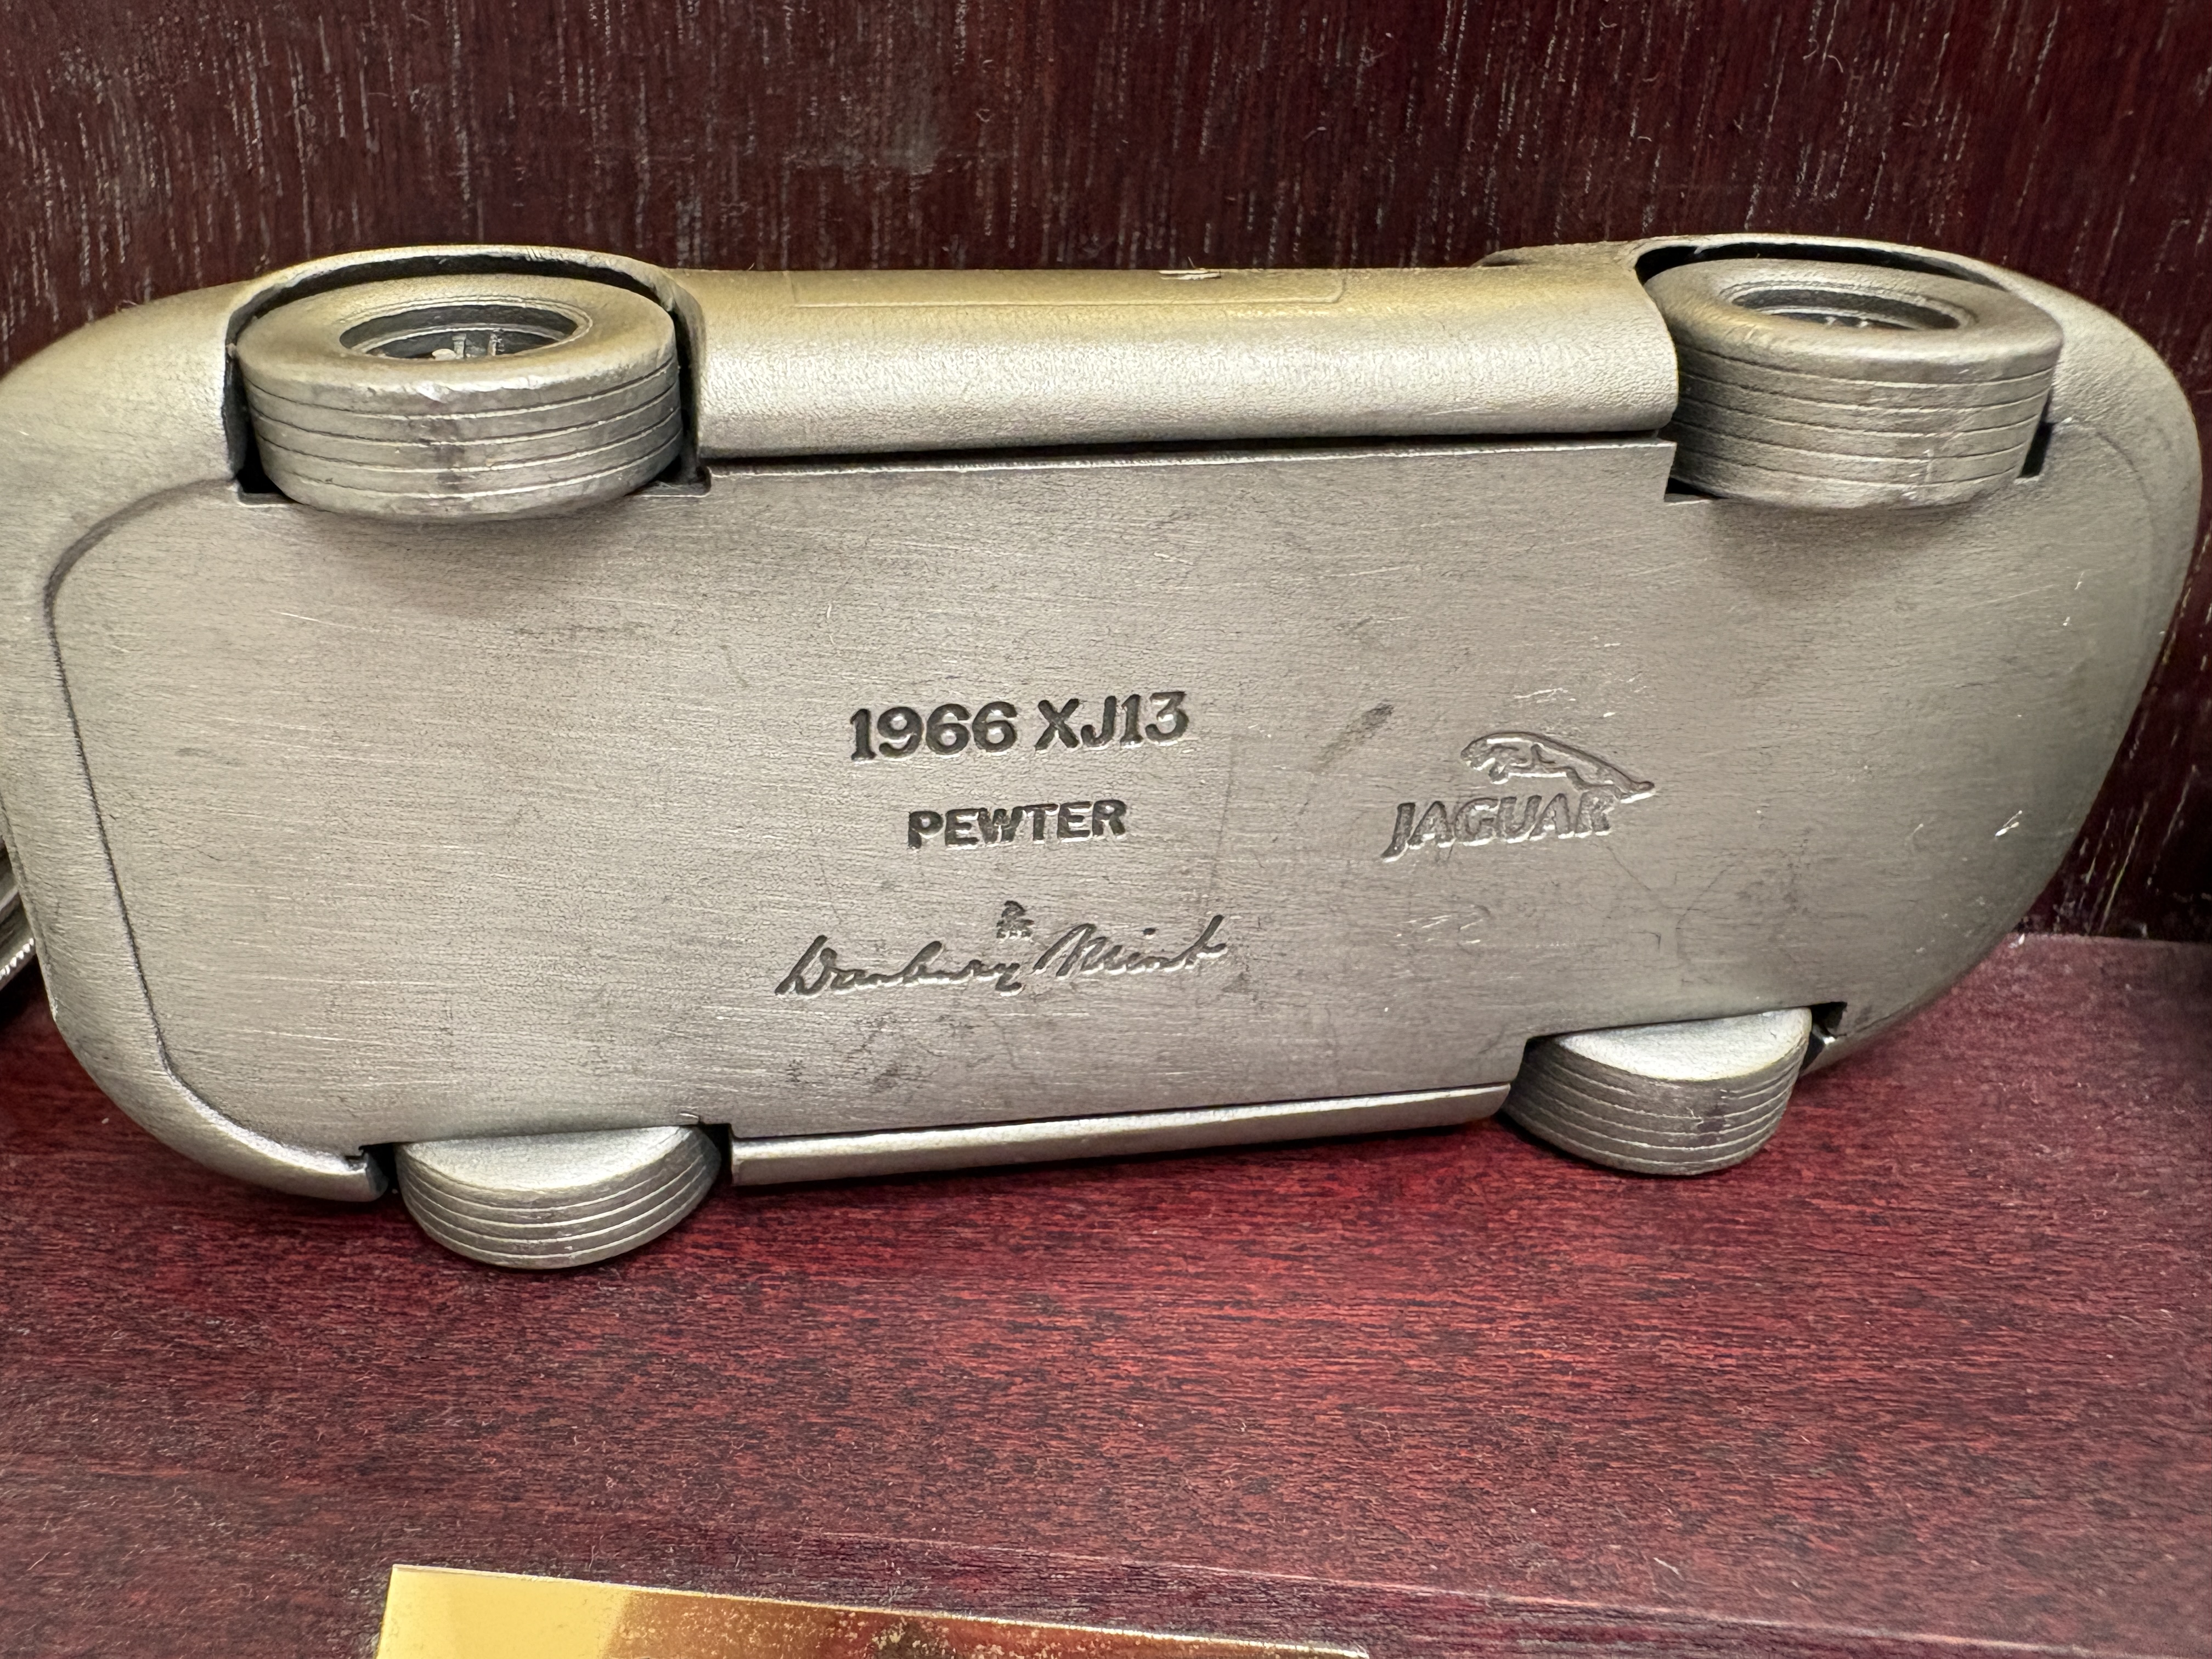 1966 XJ13
PEWTER
Danbury Mint
JAGUAR